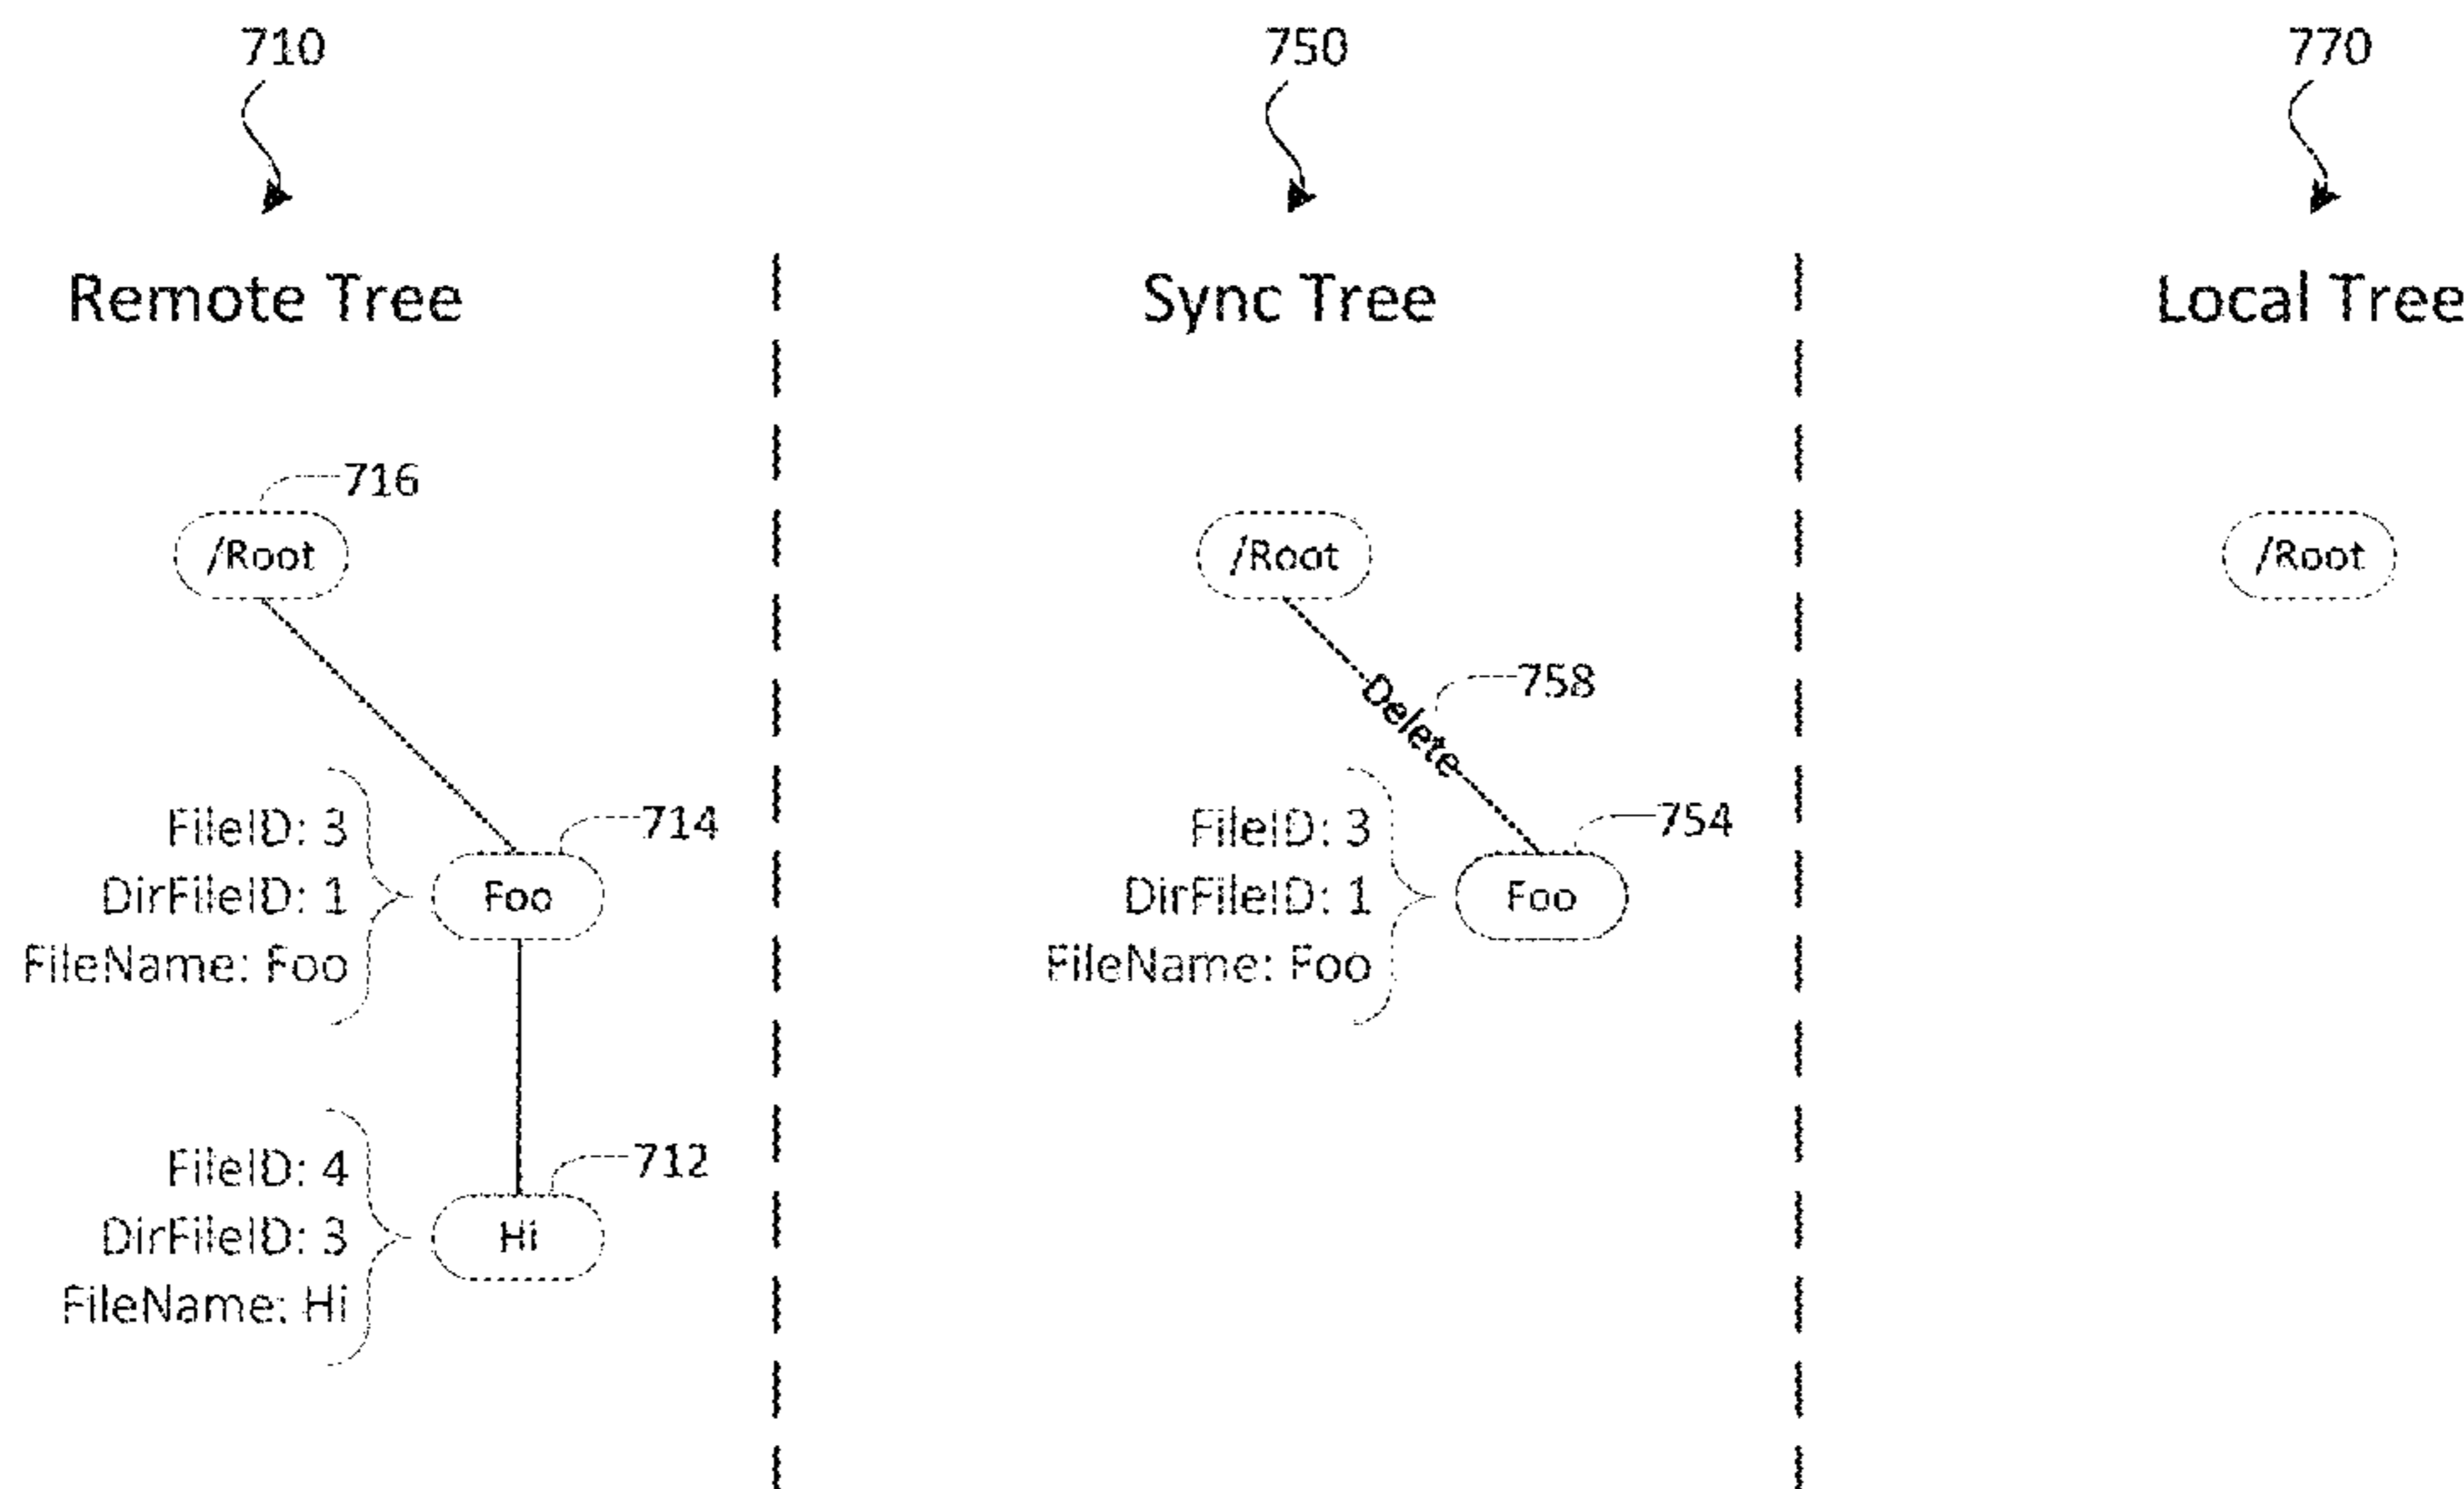 710
750
770
Remote Tree
Sync Tree
Local Tree
716
/Root
/Root
/Root
758
Delete
FileID: 3
DirFileID: 1
FileName: Foo
714
Foo
FileID: 3
DirFileID: 1
FileName: Foo
754
Foo
FileID: 4
DirFileID: 3
FileName: Hi
712
Hi